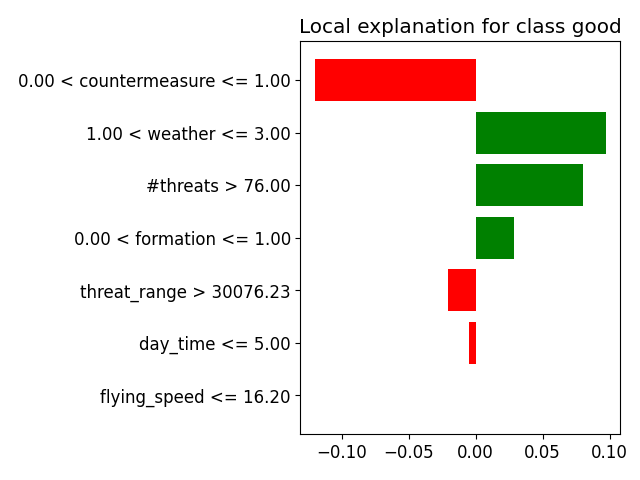 Local explanation for class good
0.00 < countermeasure <= 1.00
1.00 < weather <= 3.00
#threats > 76.00
0.00 < formation <= 1.00
threat_range > 30076.23
day_time <= 5.00
flying_speed <= 16.20
−0.10 −0.05 0.00 0.05 0.10